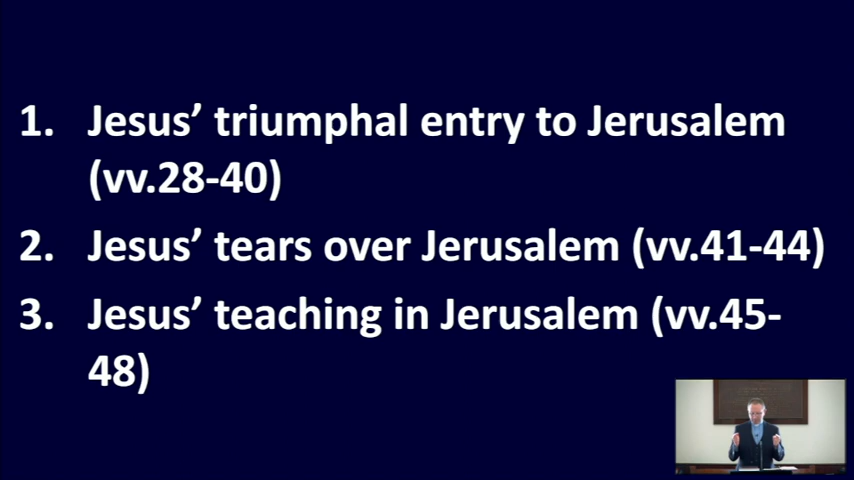 1. Jesus’ triumphal entry to Jerusalem
(vv.28-40)
2. Jesus’ tears over Jerusalem (vv.41-44)
3. Jesus’ teaching in Jerusalem (vv.45-
48)